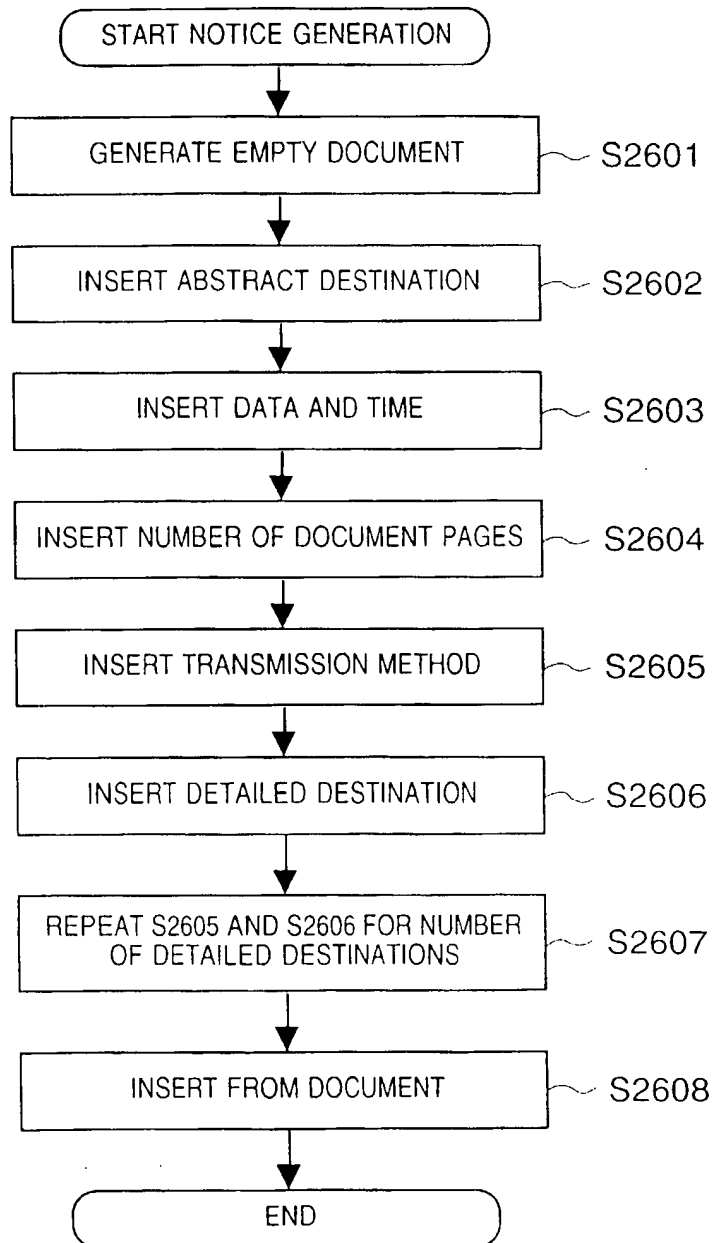 START NOTICE GENERATION
GENERATE EMPTY DOCUMENT
S2601
INSERT ABSTRACT DESTINATION
S2602
INSERT DATA AND TIME
S2603
INSERT NUMBER OF DOCUMENT PAGES
S2604
INSERT TRANSMISSION METHOD
S2605
INSERT DETAILED DESTINATION
S2606
REPEAT S2605 AND S2606 FOR NUMBER
OF DETAILED DESTINATIONS
S2607
INSERT FROM DOCUMENT
S2608
END